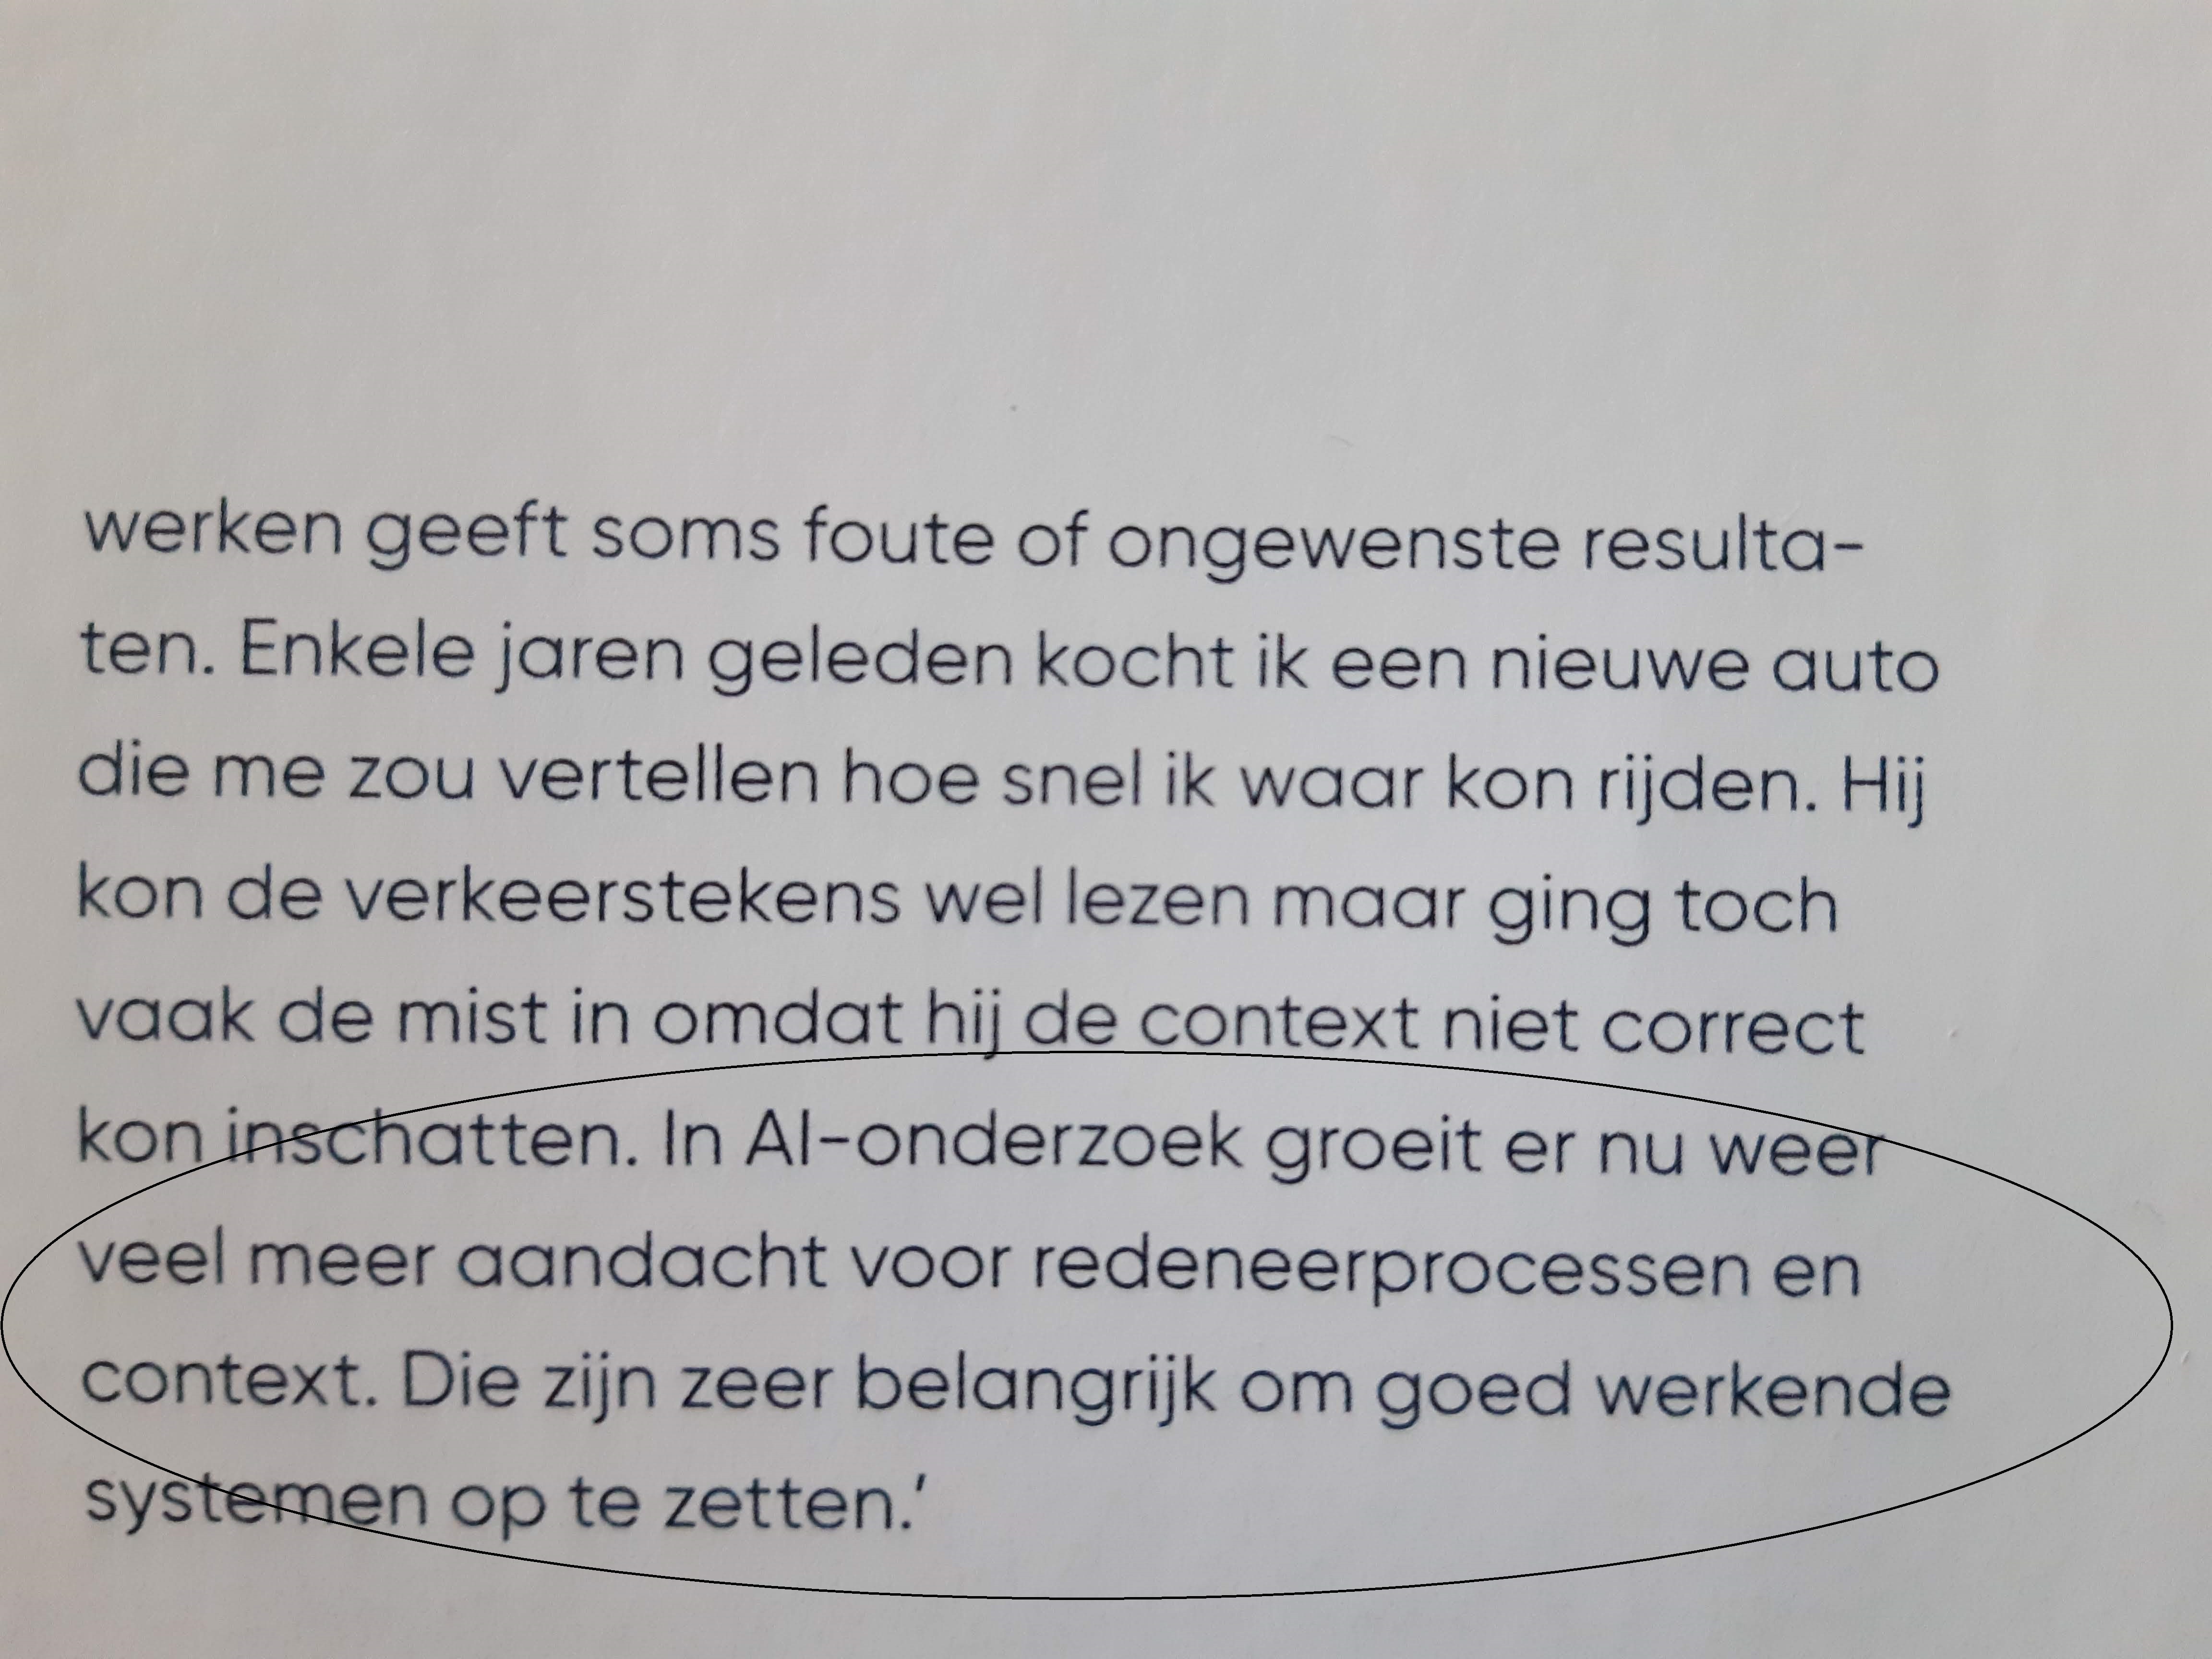 werken geeft soms foute of ongewenste resulta-
ten. Enkele jaren geleden kocht ik een nieuwe auto
die me zou vertellen hoe snel ik waar kon rijden. Hij
kon de verkeerstekens wel lezen maar ging toch
vaak de mist in omdat hij de context niet correct
kon inschatten. In AI-onderzoek groeit er nu weer
veel meer aandacht voor redeneerprocessen en
context. Die zijn zeer belangrijk om goed werkende
systemen op te zetten.’